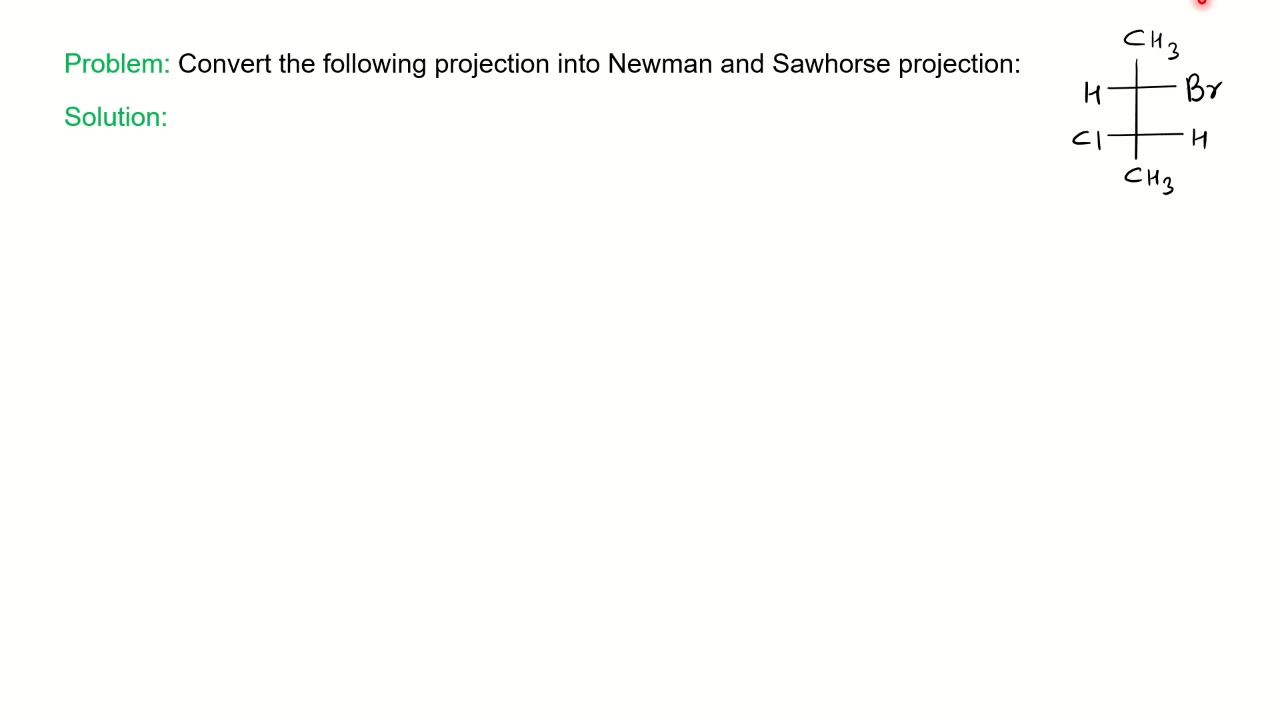 Problem: Convert the following projection into Newman and Sawhorse projection:
Solution:
CH3
H Br
Cl H
CH3